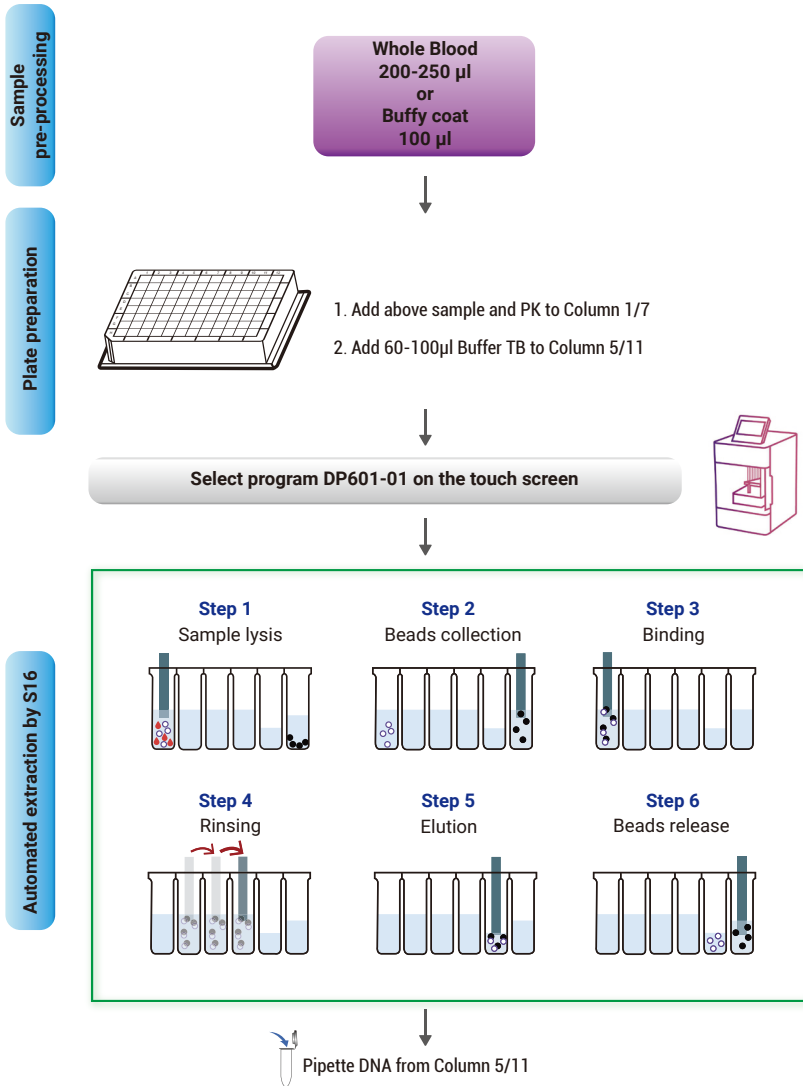 Sample
pre-processing
Whole Blood
200-250 µl
or
Buffy coat
100 µl
Plate preparation
1. Add above sample and PK to Column 1/7
2. Add 60-100µl Buffer TB to Column 5/11
Select program DP601-01 on the touch screen
Automated extraction by S16
Step 1
Sample lysis
Step 2
Beads collection
Step 3
Binding
Step 4
Rinsing
Step 5
Elution
Step 6
Beads release
Pipette DNA from Column 5/11